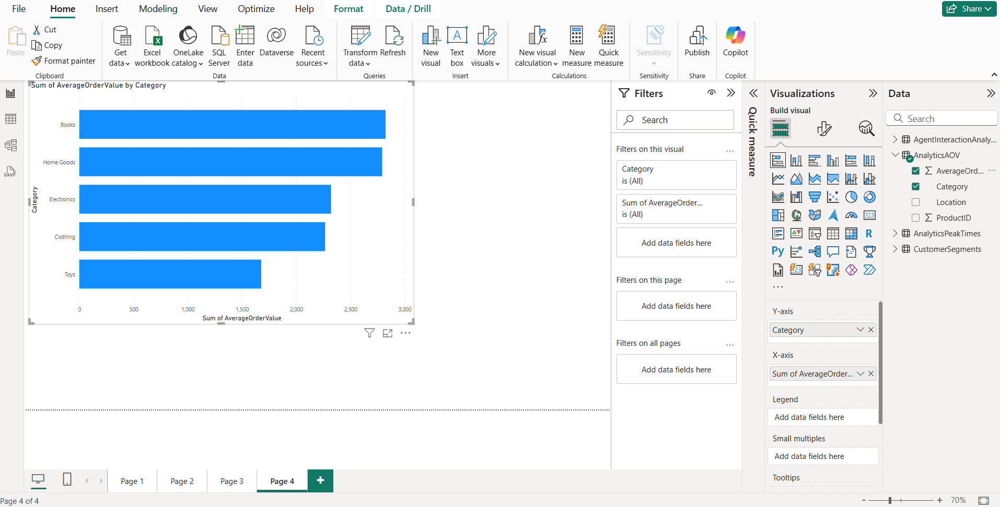 File
Home
Insert
Modeling
View
Optimize
Help
Format
Data / Drill
Share
Paste
Cut
Copy
Format painter
Clipboard
Get
data
Excel
workbook
OneLake
catalog
SQL
Server
Enter
data
Dataverse
Recent
sources
Data
Transform
data
Refresh
Queries
New
visual
Text
box
More
visuals
Insert
New visual
calculation
New
measure
Quick
measure
Calculations
Sensitivity
Sensitivity
Publish
Share
Copilot
Copilot
DAX
Sum of AverageOrderValue by Category
Category
Books
Home Goods
Electronics
Clothing
Toys
0
500
1,000
1,500
2,000
2,500
3,000
Sum of AverageOrderValue
Filters
Search
Filters on this visual
Category
is (All)
Sum of AverageOrder...
is (All)
Add data fields here
Filters on this page
Add data fields here
Filters on all pages
Add data fields here
Quick measure
Visualizations
Build visual
123
R
Py
123
Y-axis
Category
X-axis
Sum of AverageOrder...
Legend
Add data fields here
Small multiples
Add data fields here
Tooltips
Data
Search
AgentInteractionAnaly...
AnalyticsAOV
AverageOrd...
Category
Location
ProductID
AnalyticsPeakTimes
CustomerSegments
Page 1
Page 2
Page 3
Page 4
Page 4 of 4
70%